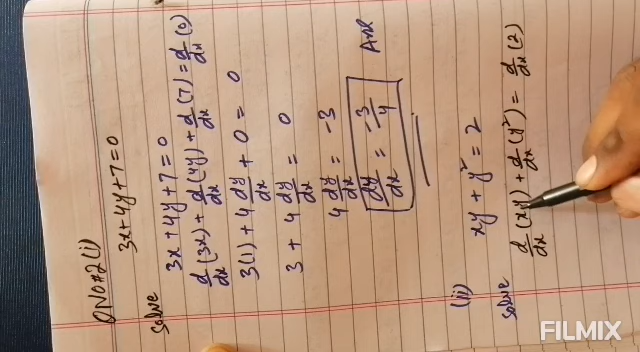 QNO#2(i)
3x+4y+7=0
Solve
3x+4y+7=0
d/dx(3x)+d/dx(4y)+d/dx(7)=d/dx(0)
3(1)+4 dy/dx+0=0
3+4 dy/dx=0
4 dy/dx=-3
dy/dx=-3/4 Ans
(ii) xy+y²=2
Solve
d/dx(xy)+d/dx(y²)=d/dx(2)
FILMIX